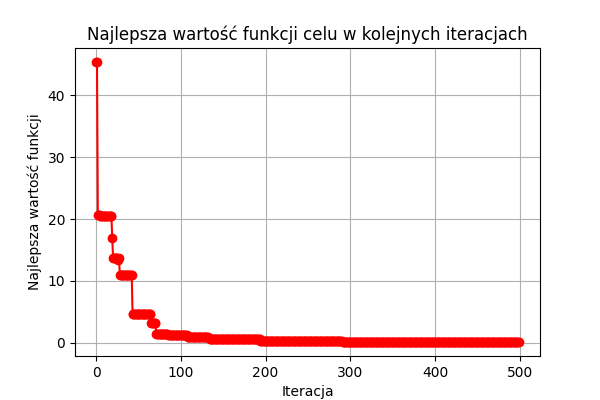 Najlepsza wartość funkcji celu w kolejnych iteracjach
Najlepsza wartość funkcji
40
30
20
10
0
0 100 200 300 400 500
Iteracja